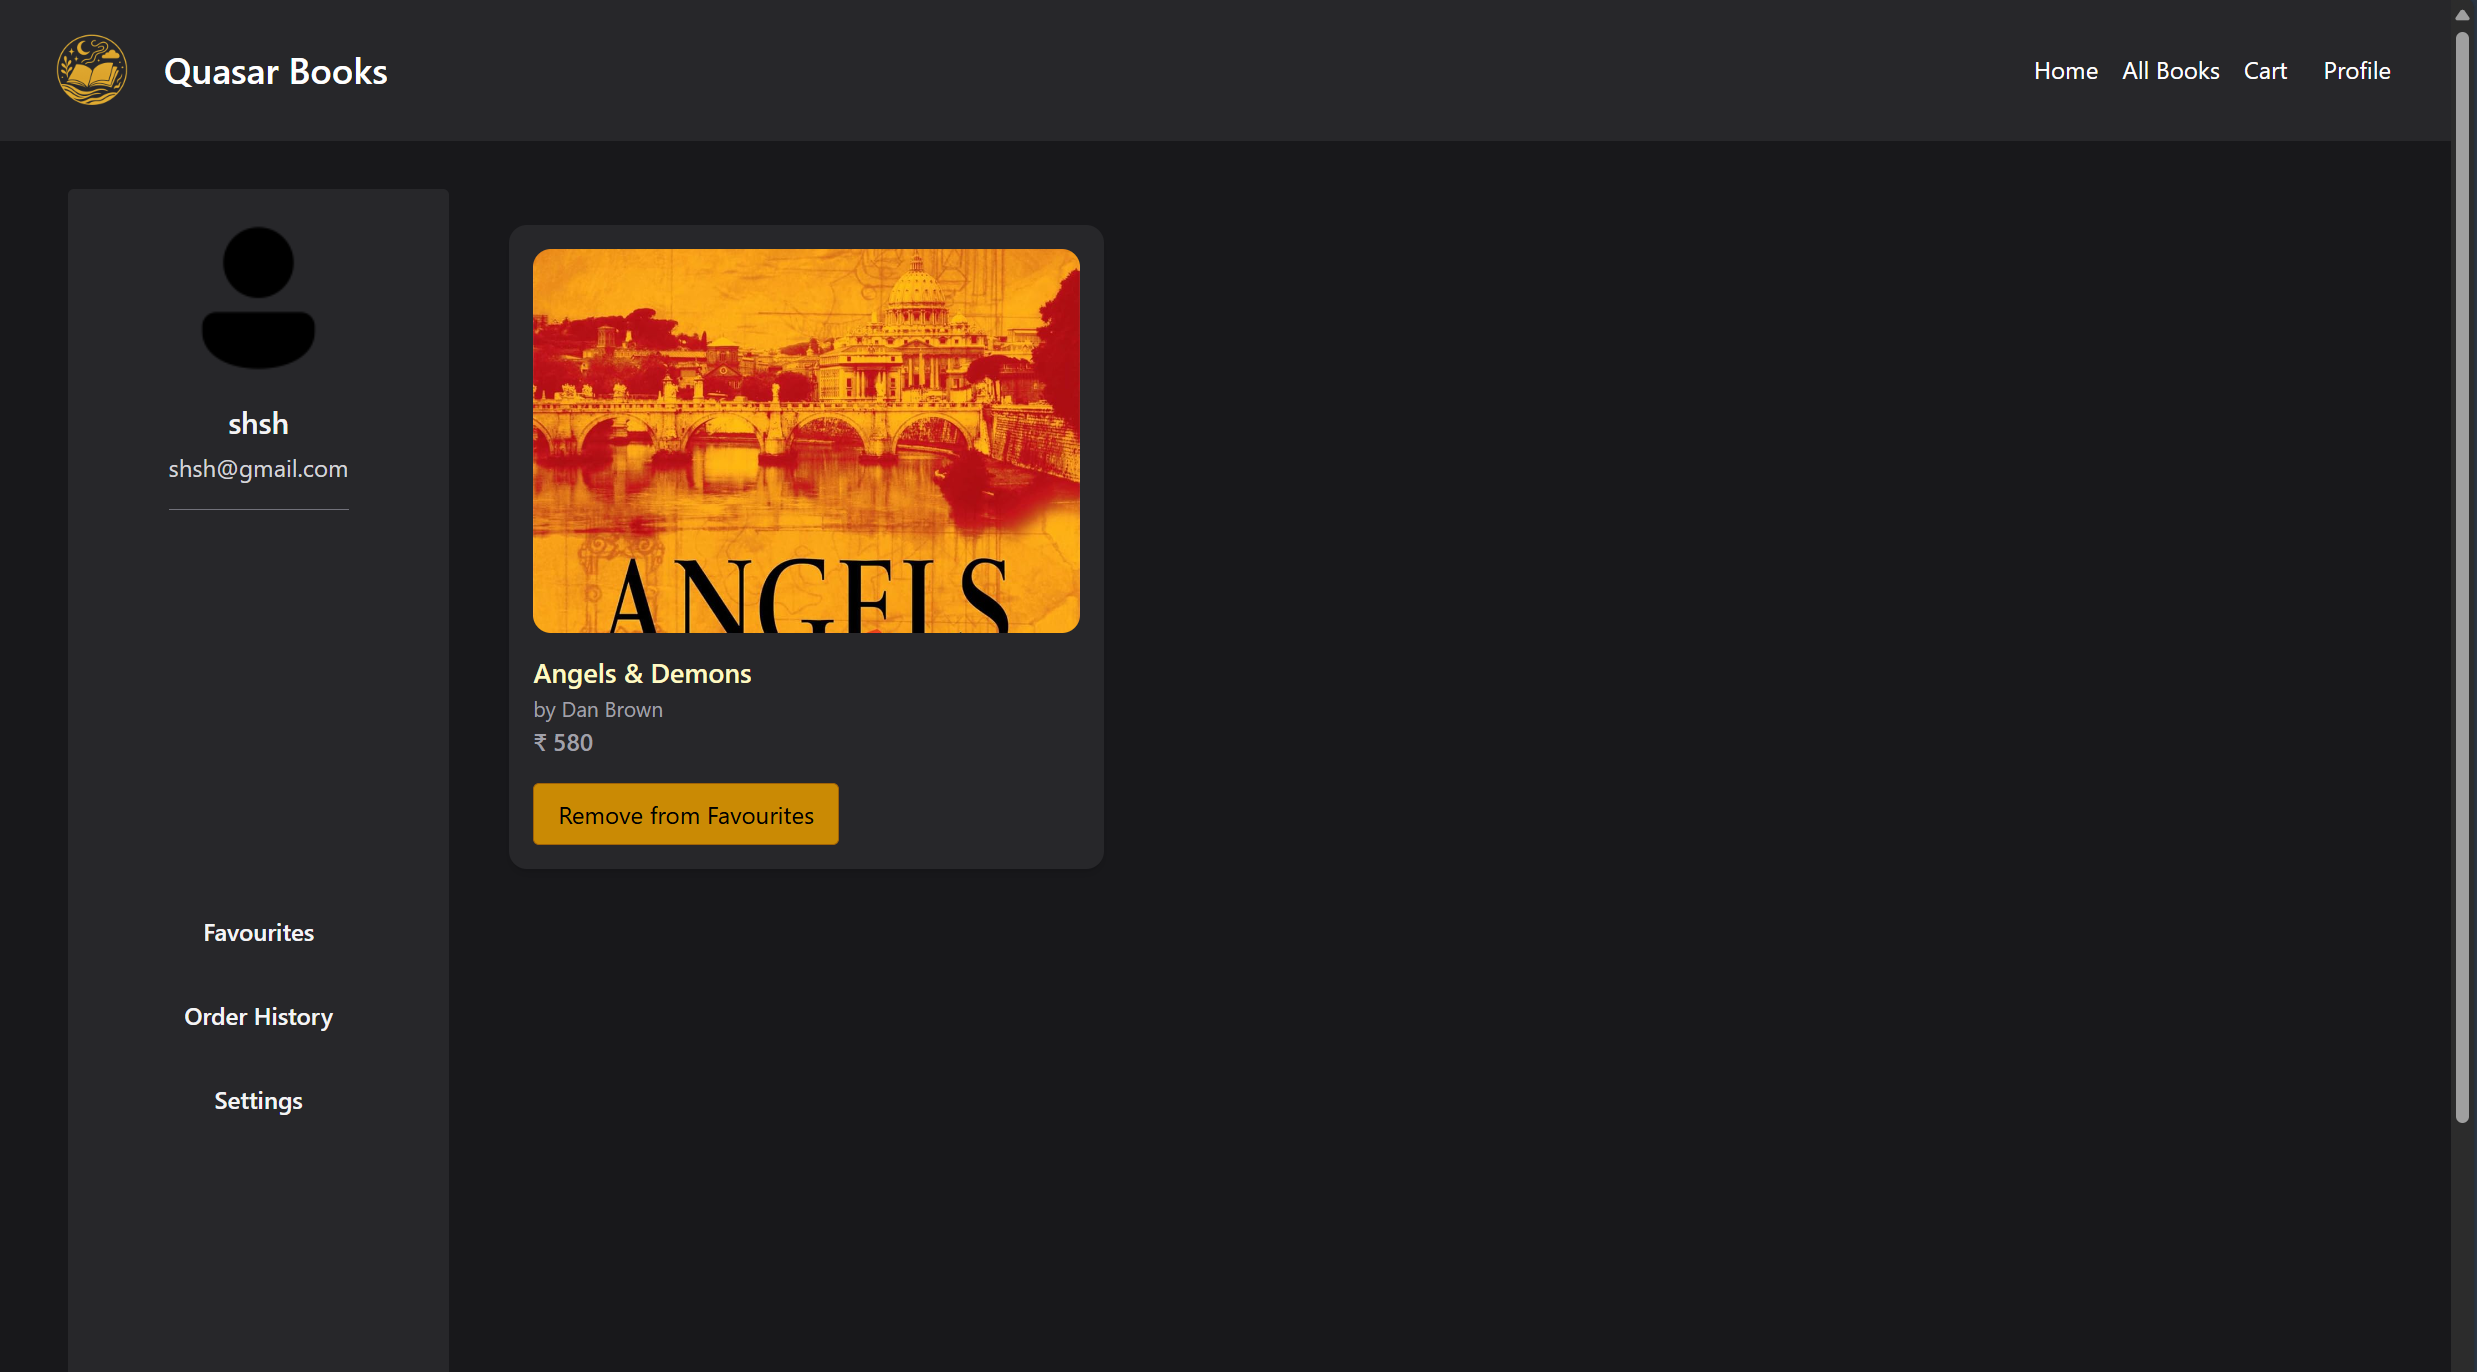 Quasar Books
Home All Books Cart Profile
shsh
shsh@gmail.com
Favourites
Order History
Settings
ANGELS
Angels & Demons
by Dan Brown
₹ 580
Remove from Favourites